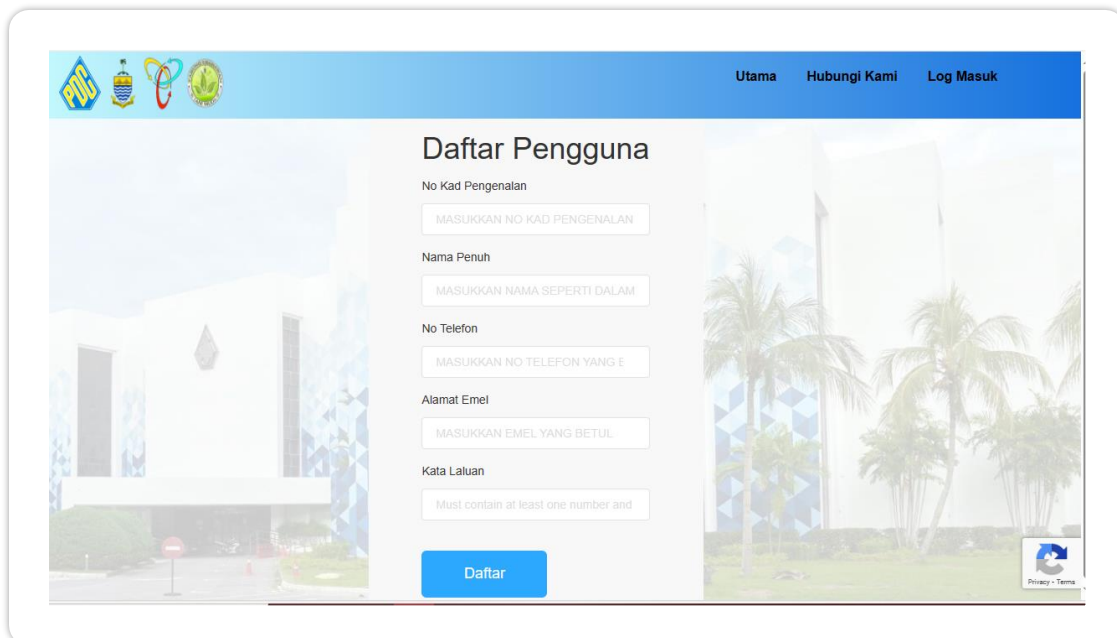 PDC
Utama Hubungi Kami Log Masuk
Daftar Pengguna
No Kad Pengenalan
MASUKKAN NO KAD PENGENALAN
Nama Penuh
MASUKKAN NAMA SEPERTI DALAM
No Telefon
MASUKKAN NO TELEFON YANG
Alamat Emel
MASUKKAN EMEL YANG BETUL
Kata Laluan
Must contain at least one number and
Daftar
Privacy - Terms